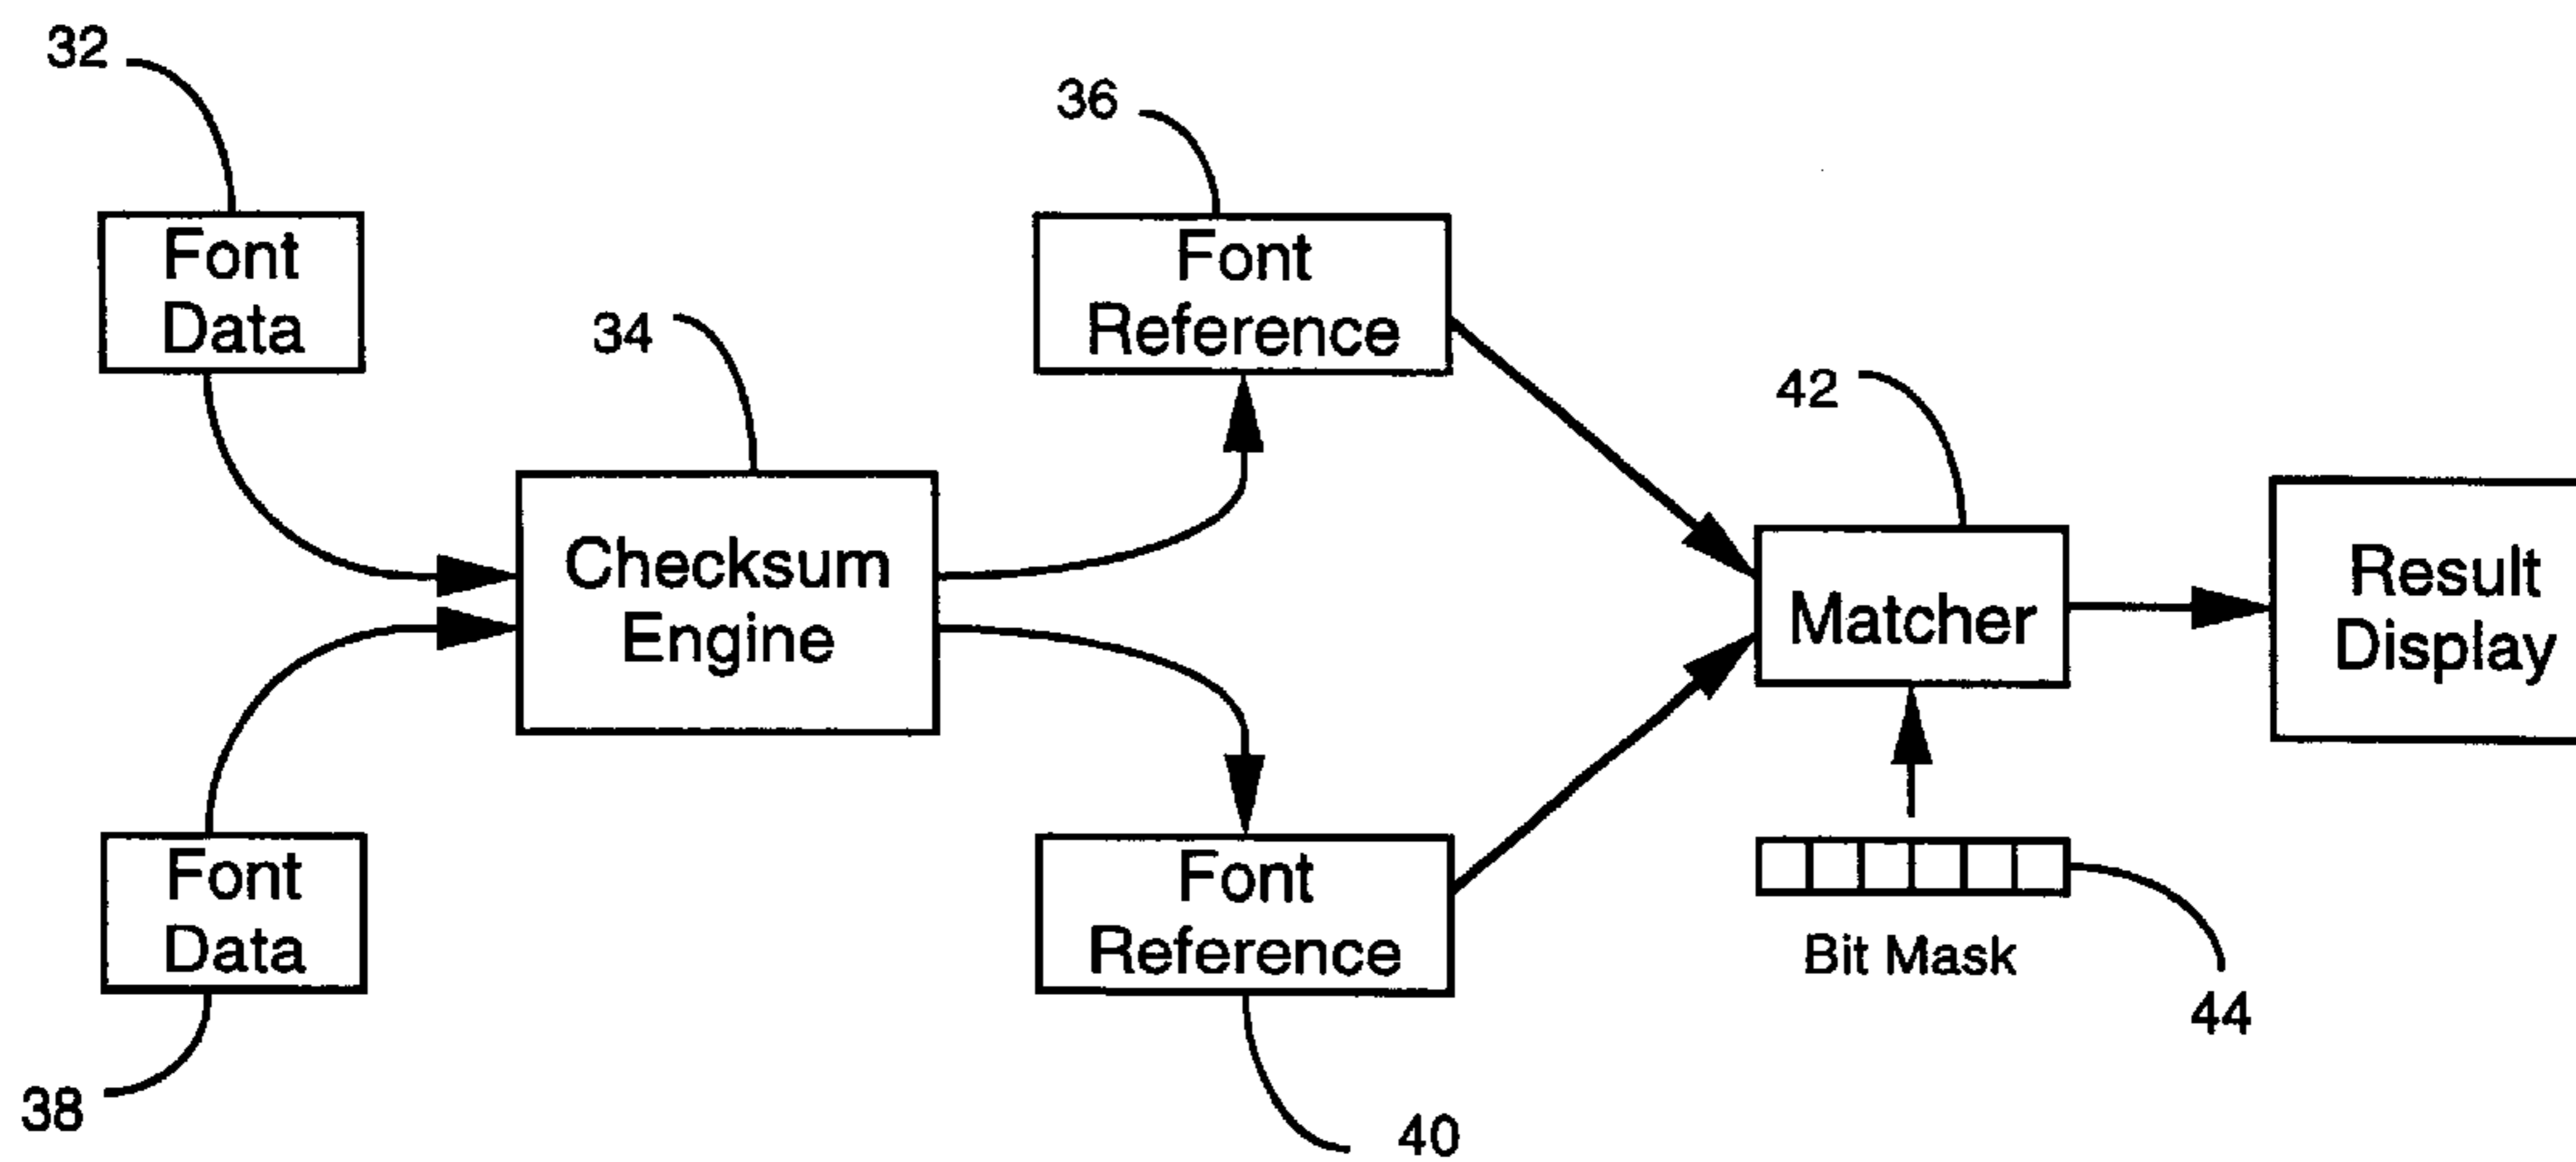 32
36
Font
Data
34
Font
Reference
42
Checksum
Engine
Matcher
Result
Display
Font
Data
Font
Reference
Bit Mask
44
38
40